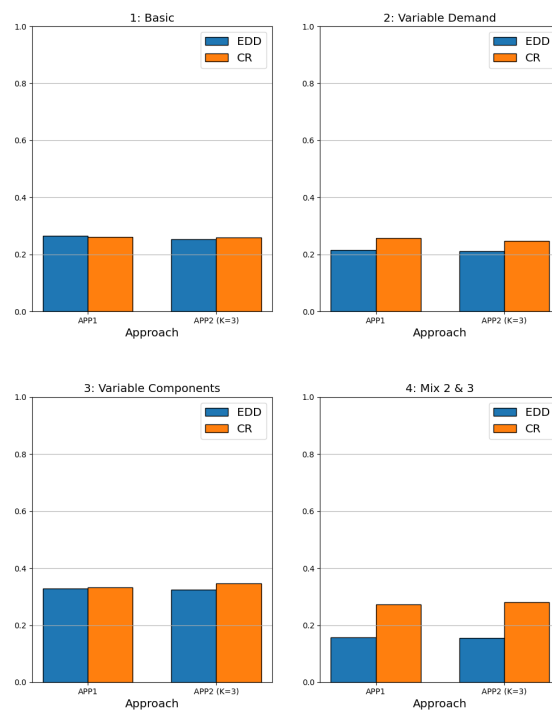 1: Basic
1.0
0.8
0.6
0.4
0.2
0.0
EDD
CR
APP1
APP2 (K=3)
Approach
2: Variable Demand
1.0
0.8
0.6
0.4
0.2
0.0
EDD
CR
APP1
APP2 (K=3)
Approach
3: Variable Components
1.0
0.8
0.6
0.4
0.2
0.0
EDD
CR
APP1
APP2 (K=3)
Approach
4: Mix 2 & 3
1.0
0.8
0.6
0.4
0.2
0.0
EDD
CR
APP1
APP2 (K=3)
Approach